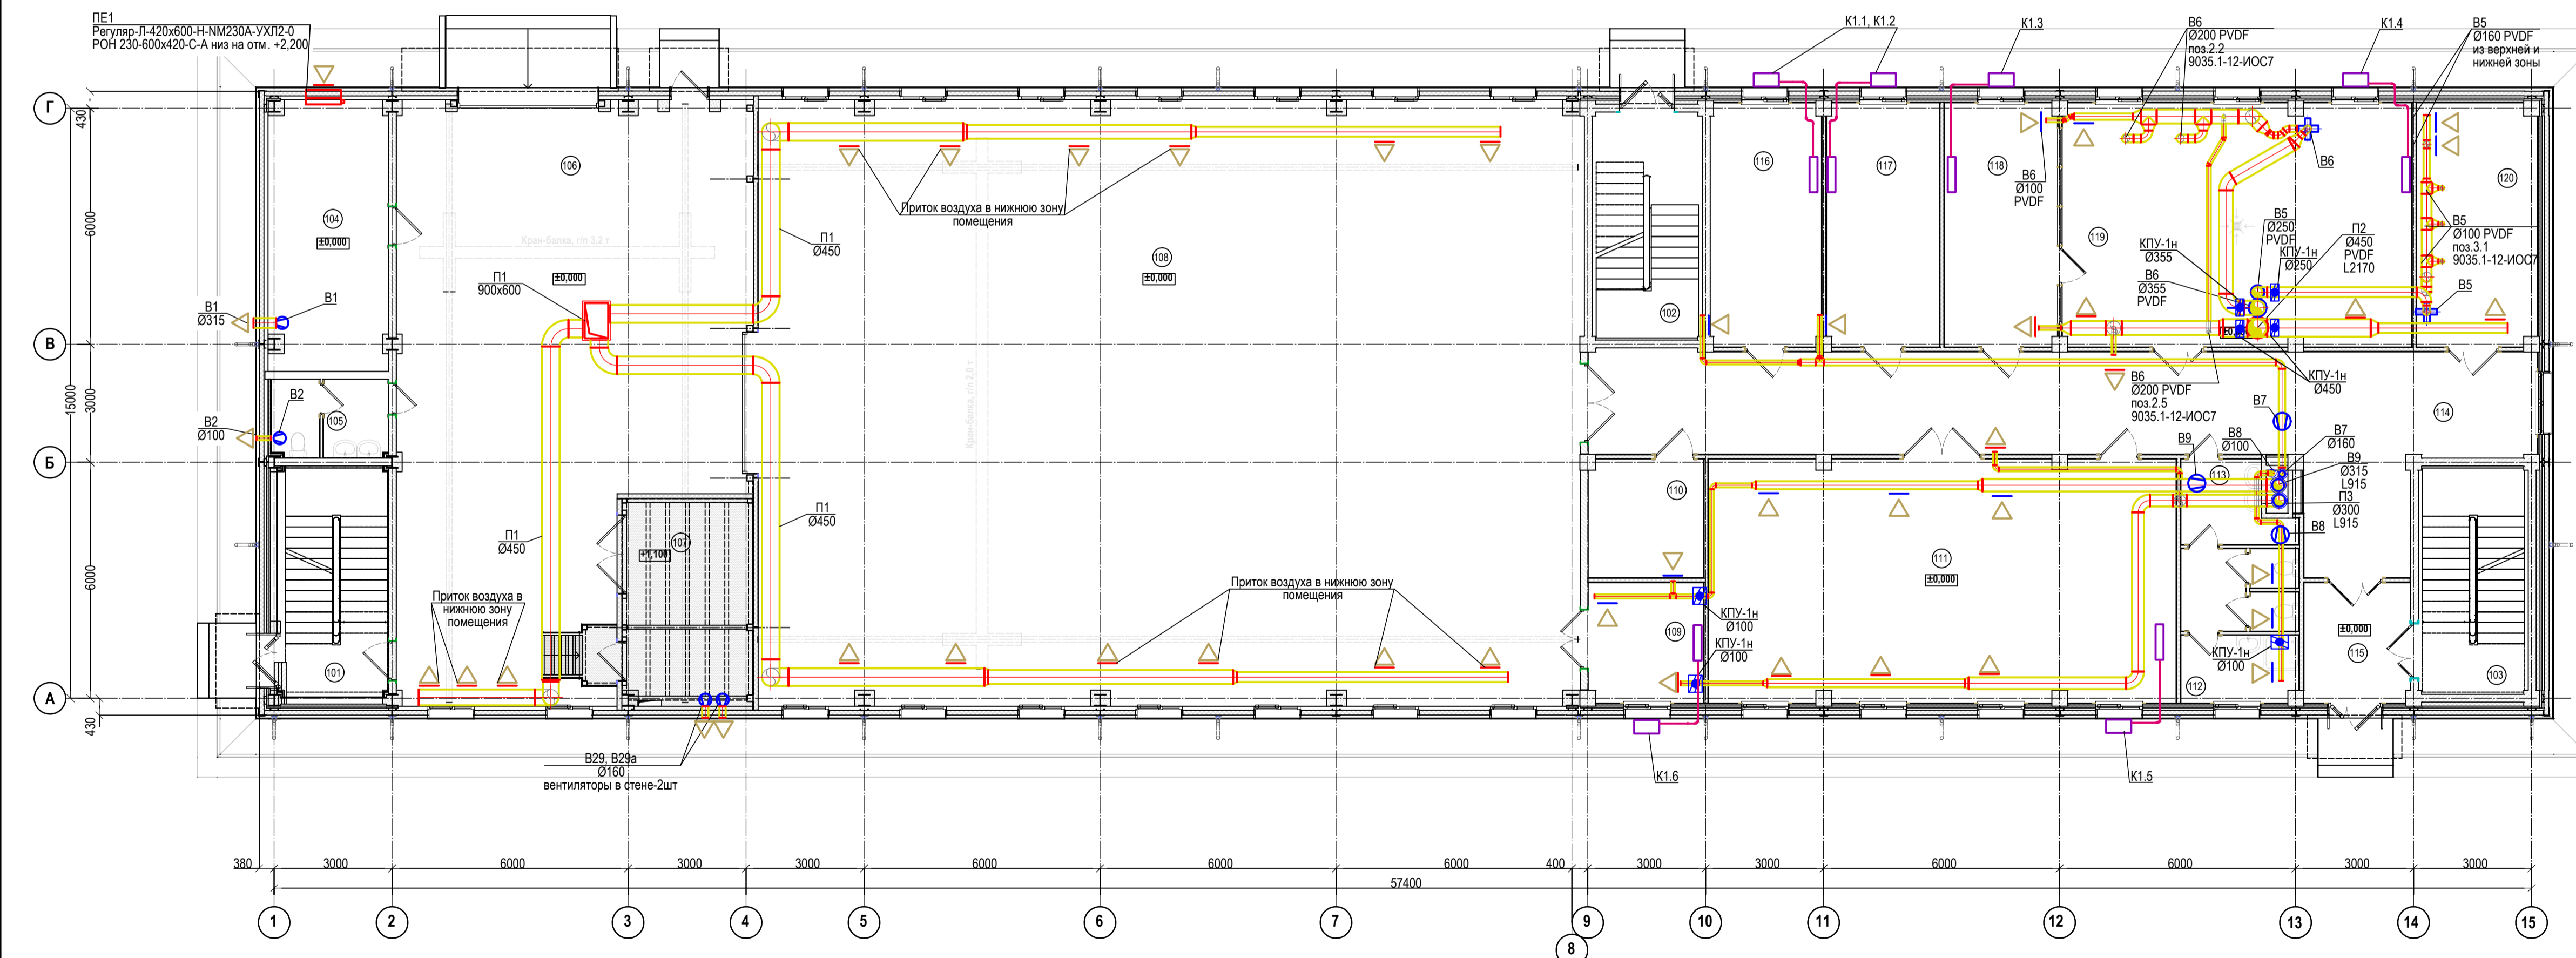 ПЕ1
Регуляр-Л-420х600-Н-NM230А-УХЛ2-0
РОН 230-600х420-С-А низ на отм. +2,200
К1.1, К1.2
К1.3
В6
Ø200 PVDF
поз.2.2
9035.1-12-ИОС7
К1.4
В5
Ø160 PVDF
из верхней и
нижней зоны
Г
430
6000
15000
3000
6000
430
В
Б
А
104
±0,000
106
Кран-балка, г/п 3,2 т
±0,000
П1
900х600
П1
Ø450
Приток воздуха в нижнюю зону
помещения
108
±0,000
Кран-балка, г/п 2,0 т
В1
Ø315
В1
В2
Ø100
В2
105
101
П1
Ø450
П1
Ø450
107
+1,100
Приток воздуха в
нижнюю зону
помещения
Приток воздуха в нижнюю зону
помещения
В29, В29а
Ø160
вентиляторы в стене-2шт
102
116
117
118
В6
Ø100
PVDF
119
В6
120
В5
Ø250
PVDF
П2
Ø450
PVDF
L2170
В5
Ø100 PVDF
поз.3.1
9035.1-12-ИОС7
КПУ-1н
Ø355
КПУ-1н
Ø250
В6
Ø355
PVDF
В5
В6
Ø200 PVDF
поз.2.5
9035.1-12-ИОС7
КПУ-1н
Ø450
В7
114
В9
В8
Ø100
В7
Ø160
В9
Ø315
L915
П3
Ø300
L915
113
В8
110
111
±0,000
109
КПУ-1н
Ø100
КПУ-1н
Ø100
КПУ-1н
Ø100
112
±0,000
115
103
К1.6
К1.5
380
3000
6000
3000
3000
6000
6000
6000
400
3000
3000
6000
6000
3000
3000
57400
1
2
3
4
5
6
7
8
9
10
11
12
13
14
15